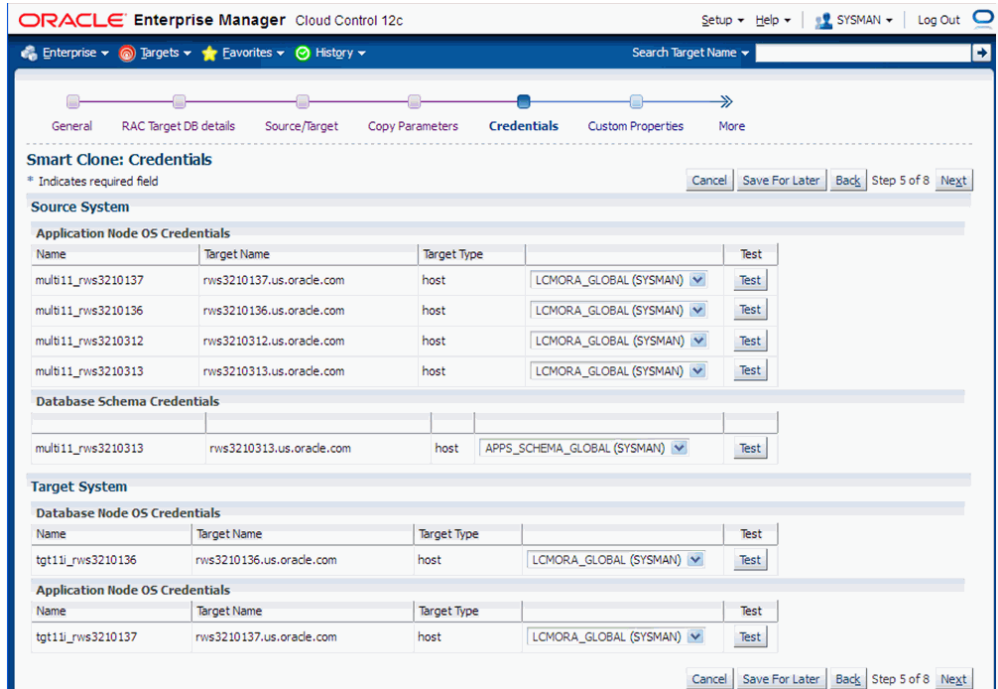 ORACLE Enterprise Manager Cloud Control 12c Setup Help SYSMAN Log Out
Enterprise Targets Favorites History Search Target Name
General RAC Target DB details Source/Target Copy Parameters Credentials Custom Properties More
Smart Clone: Credentials
* Indicates required field Cancel Save For Later Back Step 5 of 8 Next
Source System
Application Node OS Credentials
Name Target Name Target Type Test
multi11_rws3210137 rws3210137.us.oracle.com host LCMORA_GLOBAL (SYSMAN) Test
multi11_rws3210136 rws3210136.us.oracle.com host LCMORA_GLOBAL (SYSMAN) Test
multi11_rws3210312 rws3210312.us.oracle.com host LCMORA_GLOBAL (SYSMAN) Test
multi11_rws3210313 rws3210313.us.oracle.com host LCMORA_GLOBAL (SYSMAN) Test
Database Schema Credentials
multi11_rws3210313 rws3210313.us.oracle.com host APPS_SCHEMA_GLOBAL (SYSMAN) Test
Target System
Database Node OS Credentials
Name Target Name Target Type Test
tgt11i_rws3210136 rws3210136.us.oracle.com host LCMORA_GLOBAL (SYSMAN) Test
Application Node OS Credentials
Name Target Name Target Type Test
tgt11i_rws3210137 rws3210137.us.oracle.com host LCMORA_GLOBAL (SYSMAN) Test
Cancel Save For Later Back Step 5 of 8 Next